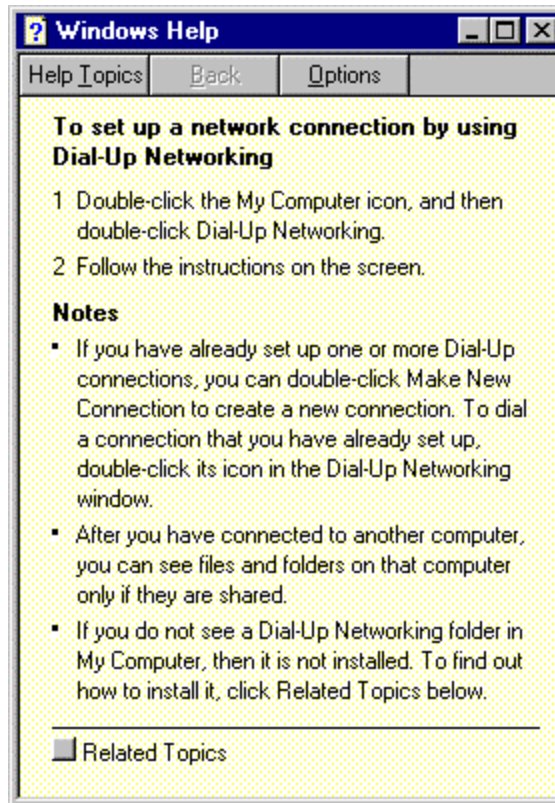 Windows Help
Help Topics Back Options
To set up a network connection by using
Dial-Up Networking
1 Double-click the My Computer icon, and then
double-click Dial-Up Networking.
2 Follow the instructions on the screen.
Notes
▪ If you have already set up one or more Dial-Up
connections, you can double-click Make New
Connection to create a new connection. To dial
a connection that you have already set up,
double-click its icon in the Dial-Up Networking
window.
▪ After you have connected to another computer,
you can see files and folders on that computer
only if they are shared.
▪ If you do not see a Dial-Up Networking folder in
My Computer, then it is not installed. To find out
how to install it, click Related Topics below.
Related Topics